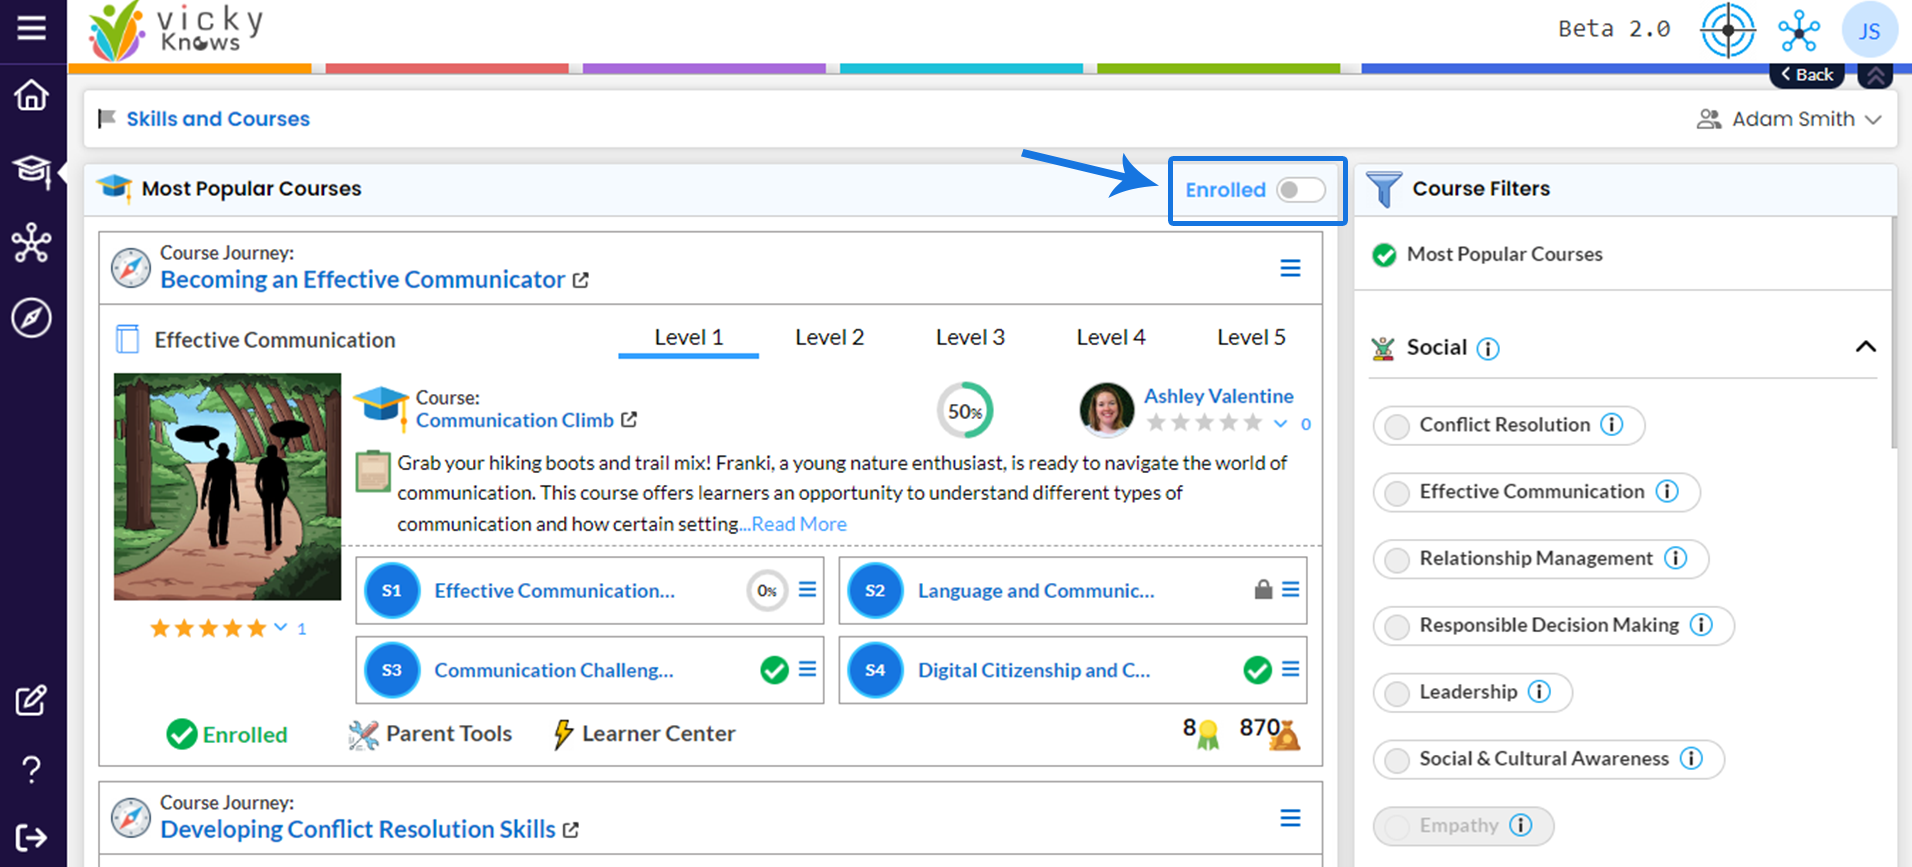 vicky
Knows
Beta 2.0
JS
Back
Skills and Courses
Adam Smith
Most Popular Courses
Enrolled
Course Filters
Course Journey:
Becoming an Effective Communicator
Most Popular Courses
Effective Communication
Level 1
Level 2
Level 3
Level 4
Level 5
Social
Course:
Communication Climb
50%
Ashley Valentine
0
Conflict Resolution
Grab your hiking boots and trail mix! Franki, a young nature enthusiast, is ready to navigate the world of
communication. This course offers learners an opportunity to understand different types of
communication and how certain setting...Read More
Effective Communication
Relationship Management
S1
Effective Communication...
0%
S2
Language and Communic...
1
Responsible Decision Making
S3
Communication Challeng...
S4
Digital Citizenship and C...
Leadership
Enrolled
Parent Tools
Learner Center
8
870
Social & Cultural Awareness
Course Journey:
Developing Conflict Resolution Skills
Empathy